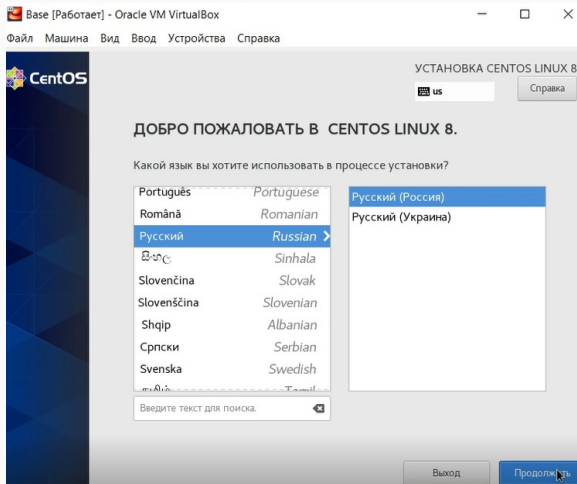 Base [Работает] - Oracle VM VirtualBox
Файл Машина Вид Ввод Устройства Справка
CentOS
УСТАНОВКА CENTOS LINUX 8
us
Справка
ДОБРО ПОЖАЛОВАТЬ В CENTOS LINUX 8.
Какой язык вы хотите использовать в процессе установки?
Português Portuguese
Română Romanian
Русский Russian
Sinhala
Slovenčina Slovak
Slovenščina Slovenian
Shqip Albanian
Српски Serbian
Svenska Swedish
Tamil
Русский (Россия)
Русский (Украина)
Введите текст для поиска.
Выход
Продолжить